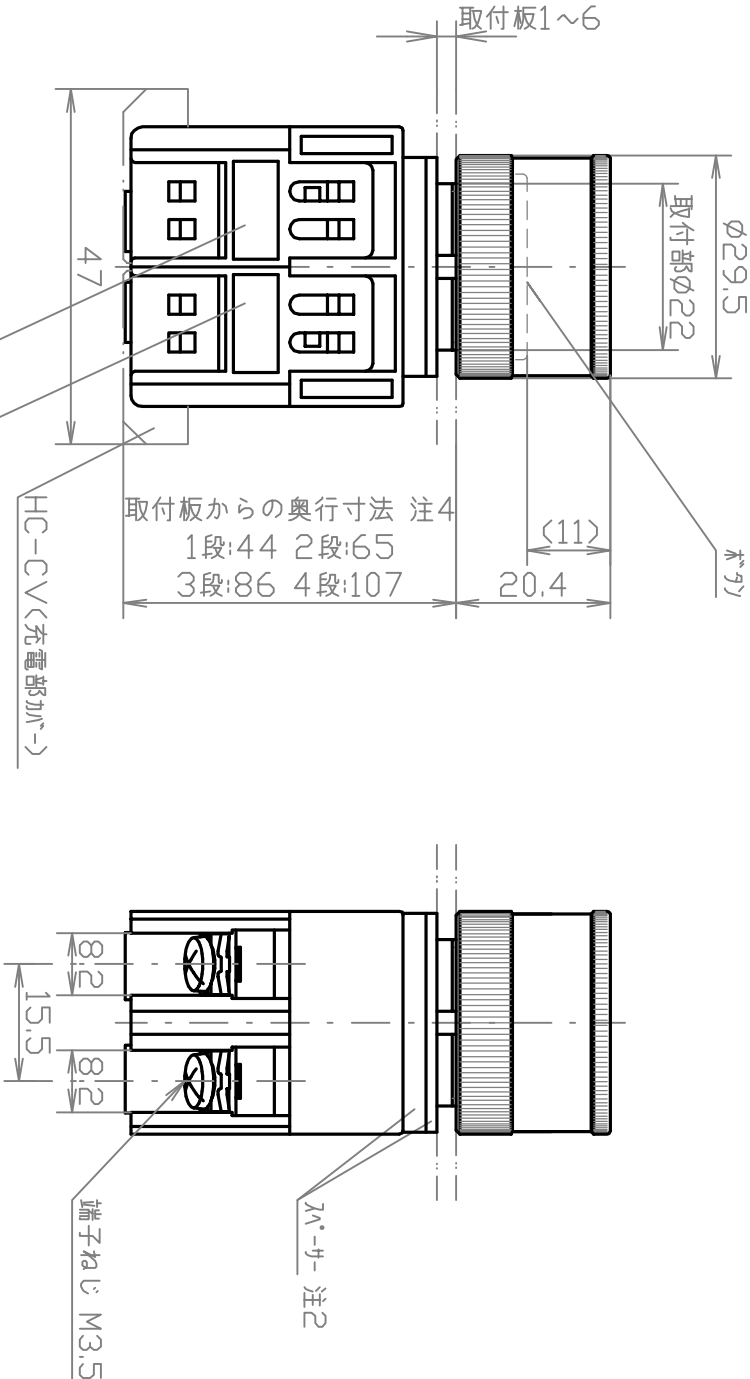 取付板1～6
ø29.5
取付部ø22
47
取付板からの奥行寸法 注4
1段:44 2段:65
3段:86 4段:107
(11)
20.4
ﾎﾞﾀﾝ
HC-CV(充電部ｶﾊﾞｰ)
8.2
15.5
8.2
端子ねじ M3.5
ｽﾍﾟｰｻｰ 注2